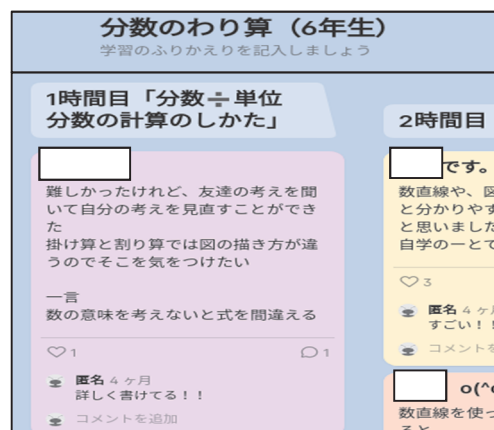 分数のわり算（6年生）
学習のふりかえりを記入しましょう
1時間目「分数÷単位
分数の計算のしかた」
難しかったけれど、友達の考えを聞
いて自分の考えを見直すことができ
た
掛け算と割り算では図の描き方が違
うのでそこを気をつけたい
一言
数の意味を考えないと式を間違える
1
1
匿名 4 ヶ月
詳しく書けてる！！
コメントを追加
2時間目
です。
数直線や、図
と分かりやす
と思いました
自学の一とて
3
匿名 4 ヶ月
すごい！！
コメントを
o(^o
数直線を使っ
ると